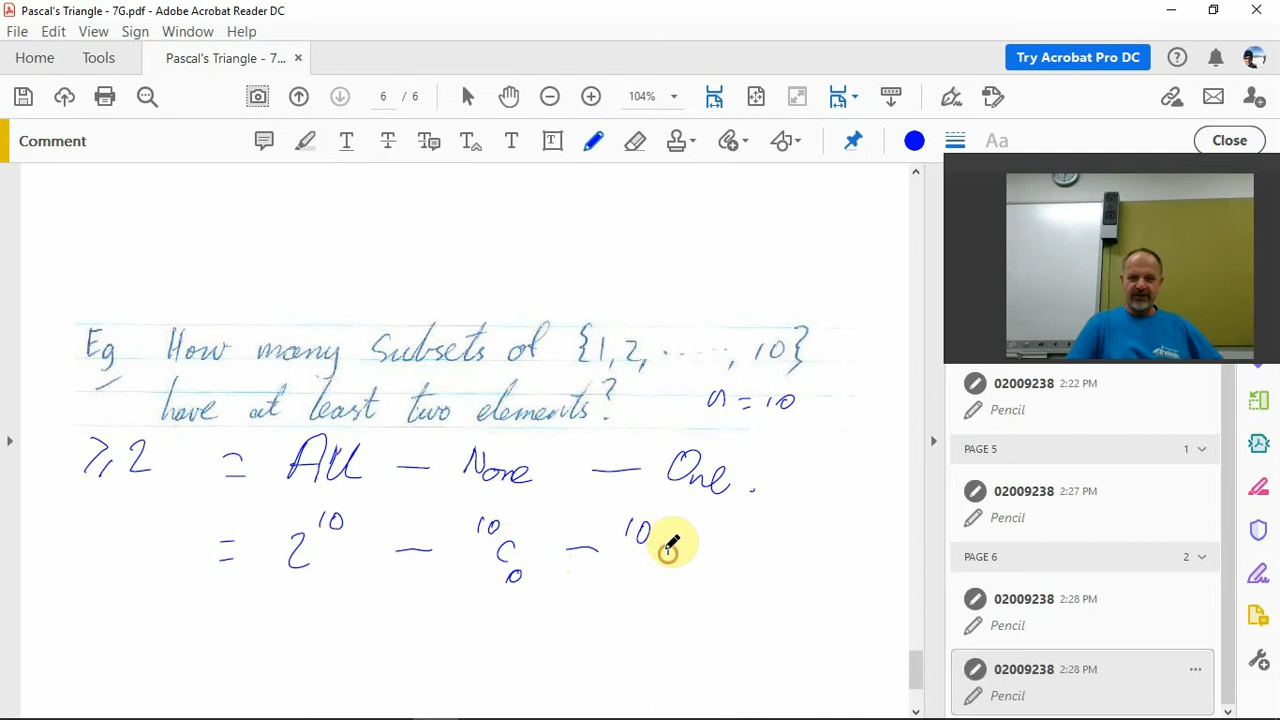 Pascal's Triangle - 7G.pdf - Adobe Acrobat Reader DC
File Edit View Sign Window Help
Home Tools Pascal's Triangle - 7... ×
Try Acrobat Pro DC
6 / 6 104%
Comment
Aa
Close
Eg How many subsets of {1, 2, ....., 10}
have at least two elements? n = 10
≥ 2 = All — None — One.
= 2^10 — ^10C_0 — ^10
02009238 2:22 PM
Pencil
PAGE 5 1
02009238 2:27 PM
Pencil
PAGE 6 2
02009238 2:28 PM
Pencil
02009238 2:28 PM ...
Pencil